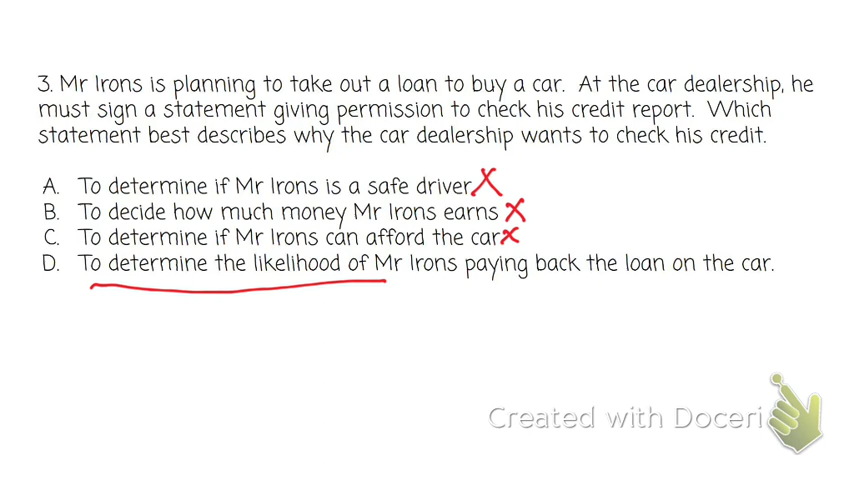 3. Mr Irons is planning to take out a loan to buy a car. At the car dealership, he
must sign a statement giving permission to check his credit report. Which
statement best describes why the car dealership wants to check his credit.
A. To determine if Mr Irons is a safe driver
B. To decide how much money Mr Irons earns
C. To determine if Mr Irons can afford the car
D. To determine the likelihood of Mr Irons paying back the loan on the car.
Created with Doceri